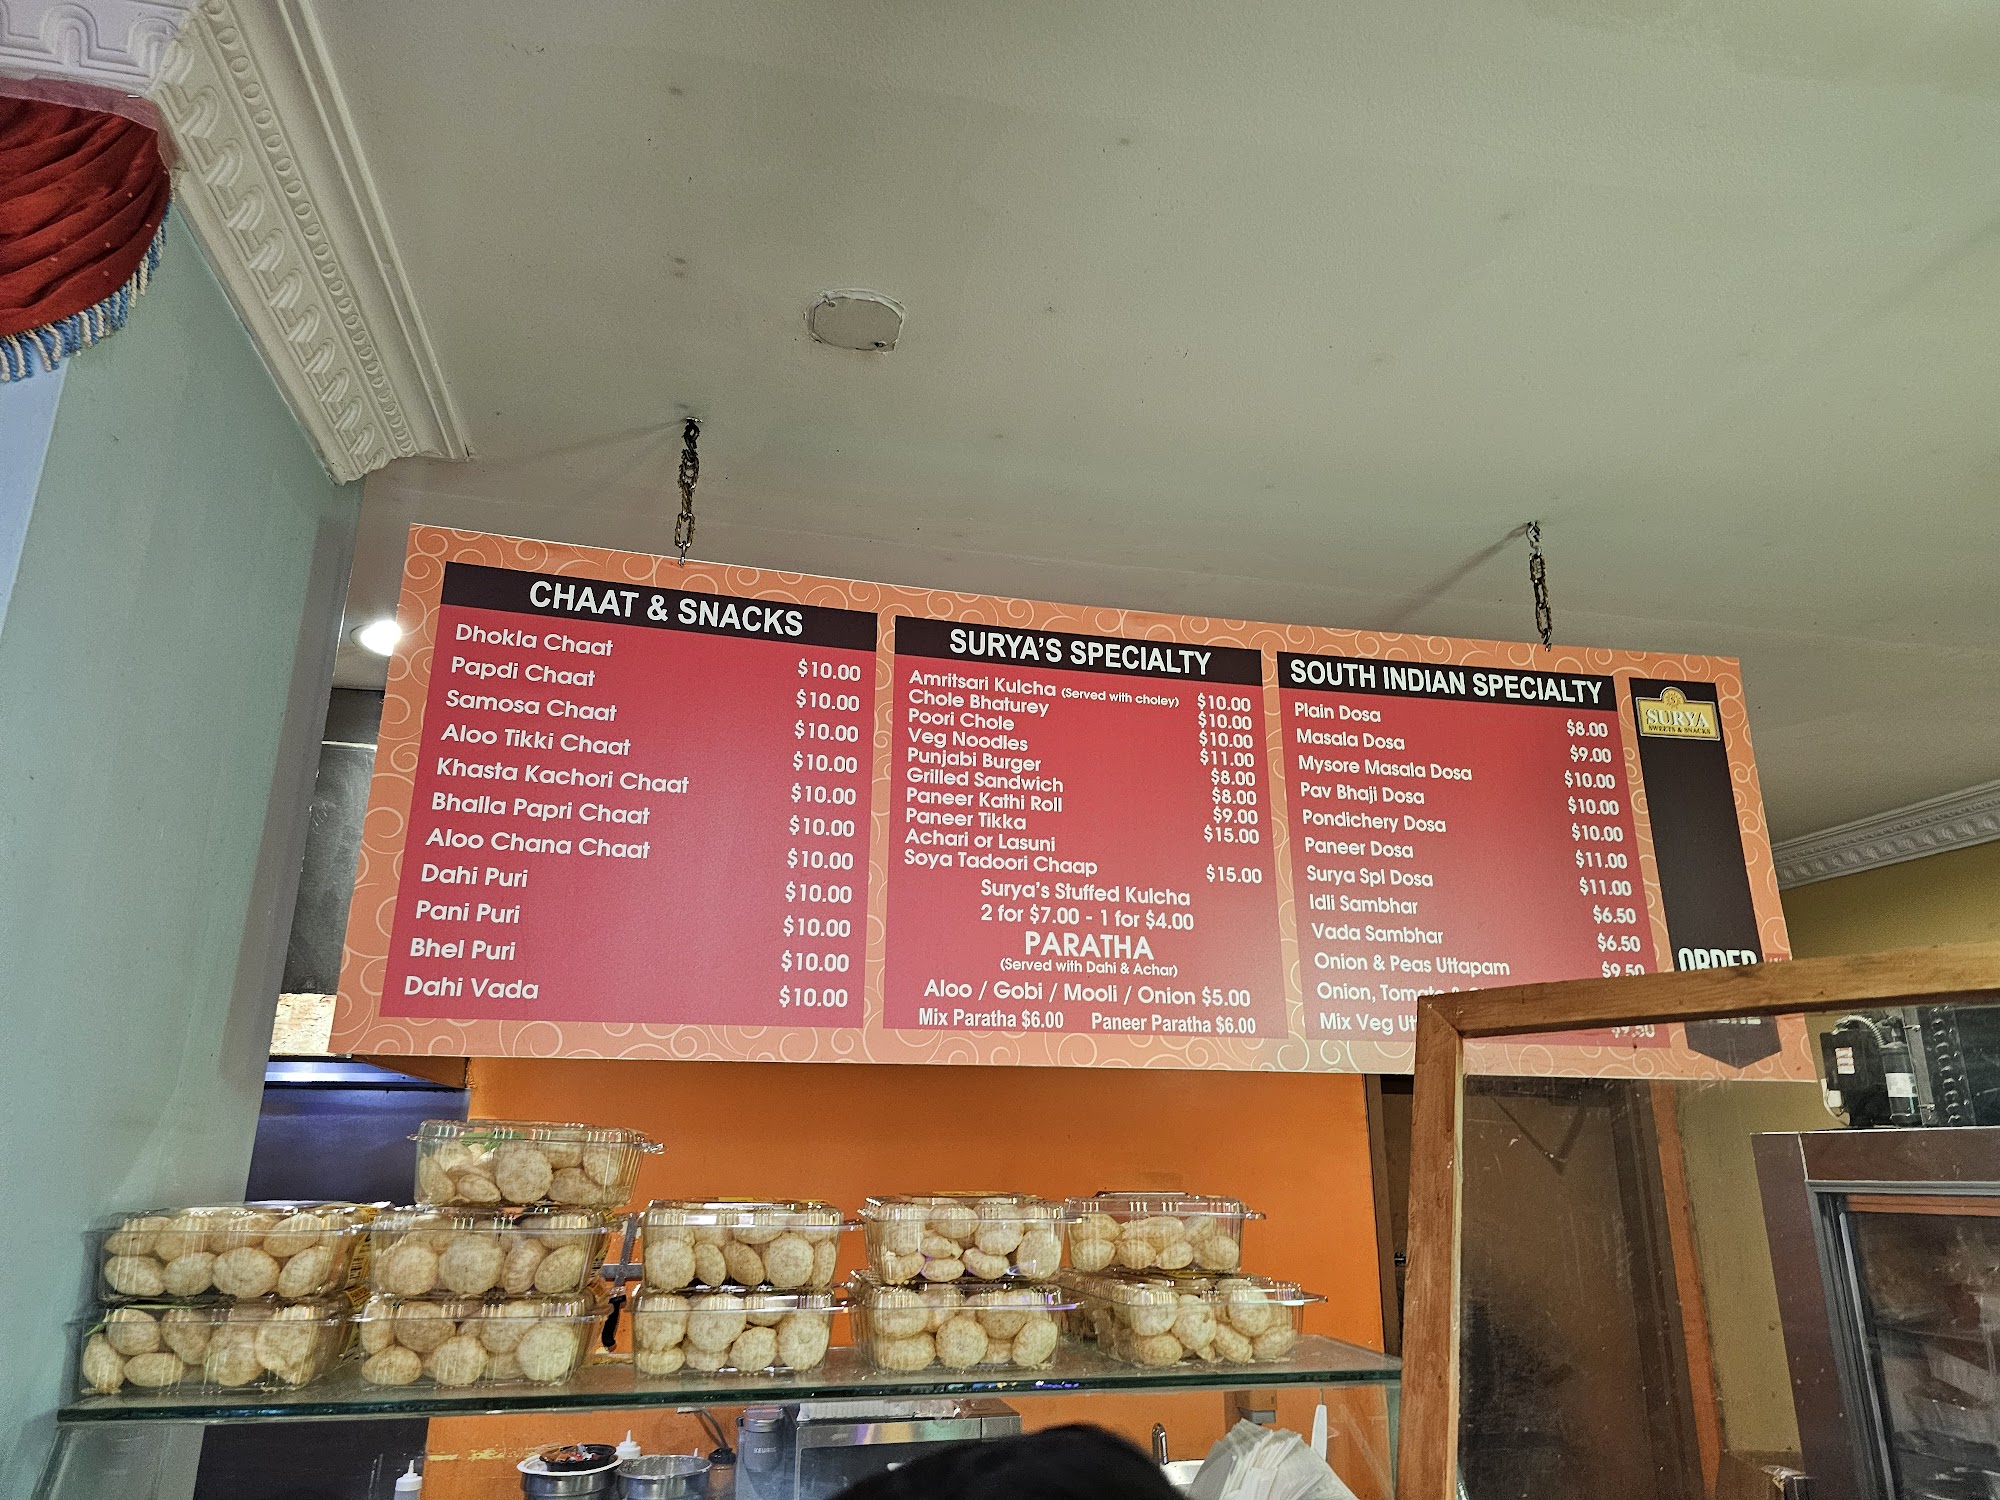 CHAAT & SNACKS
Dhokla Chaat $10.00
Papdi Chaat $10.00
Samosa Chaat $10.00
Aloo Tikki Chaat $10.00
Khasta Kachori Chaat $10.00
Bhalla Papri Chaat $10.00
Aloo Chana Chaat $10.00
Dahi Puri $10.00
Pani Puri $10.00
Bhel Puri $10.00
Dahi Vada $10.00
SURYA'S SPECIALTY
Amritsari Kulcha (Served with choley) $10.00
Chole Bhaturey $10.00
Poori Chole $10.00
Veg Noodles $11.00
Punjabi Burger $8.00
Grilled Sandwich $8.00
Paneer Kathi Roll $9.00
Paneer Tikka $15.00
Achari or Lasuni
Soya Tadoori Chaap $15.00
Surya's Stuffed Kulcha
2 for $7.00 - 1 for $4.00
PARATHA
(Served with Dahi & Achar)
Aloo / Gobi / Mooli / Onion $5.00
Mix Paratha $6.00 Paneer Paratha $6.00
SOUTH INDIAN SPECIALTY
Plain Dosa $8.00
Masala Dosa $9.00
Mysore Masala Dosa $10.00
Pav Bhaji Dosa $10.00
Pondichery Dosa $10.00
Paneer Dosa $11.00
Surya Spl Dosa $11.00
Idli Sambhar $6.50
Vada Sambhar $6.50
Onion & Peas Uttapam $9.50
Onion,
Mix Veg $9.50
SURYA
SWEETS & SNACKS
ORDER
KEURIG